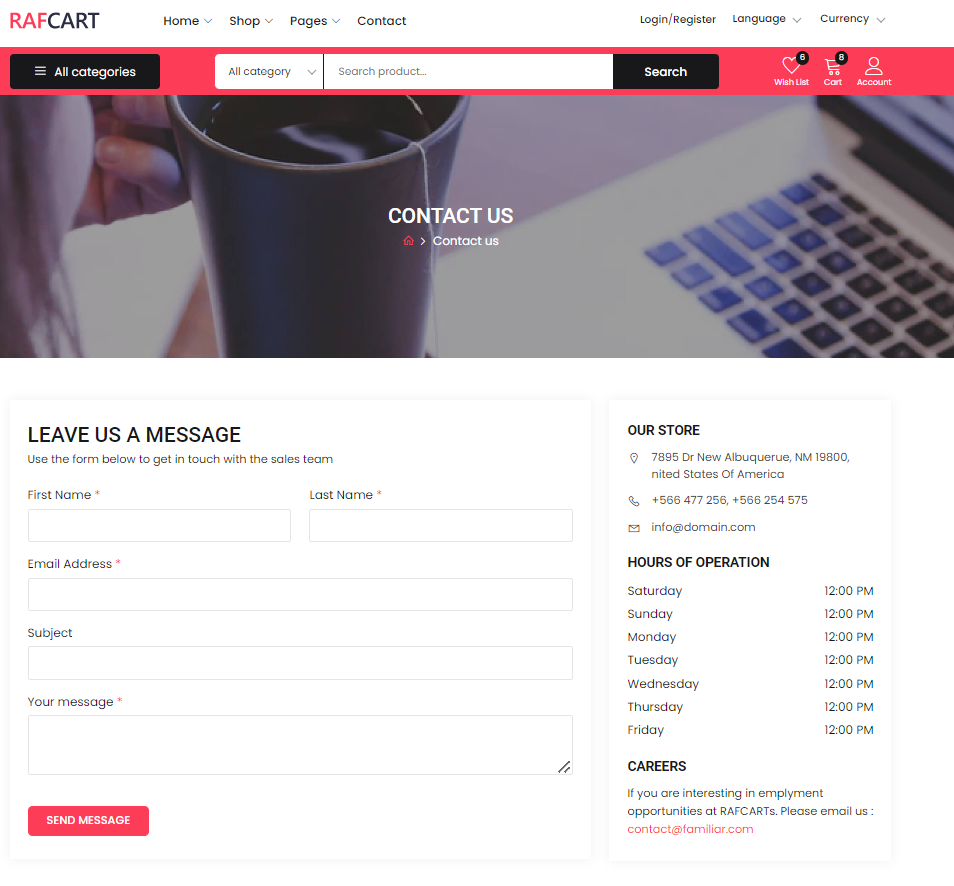 RAFCART
Home Shop Pages Contact
Login/Register Language Currency
All categories
All category
Search product...
Search
6
Wish List
8
Cart
Account
CONTACT US
Contact us
LEAVE US A MESSAGE
Use the form below to get in touch with the sales team
First Name *
Last Name *
Email Address *
Subject
Your message *
SEND MESSAGE
OUR STORE
7895 Dr New Albuquerue, NM 19800,
nited States Of America
+566 477 256, +566 254 575
info@domain.com
HOURS OF OPERATION
Saturday 12:00 PM
Sunday 12:00 PM
Monday 12:00 PM
Tuesday 12:00 PM
Wednesday 12:00 PM
Thursday 12:00 PM
Friday 12:00 PM
CAREERS
If you are interesting in emplyment
opportunities at RAFCARTs. Please email us :
contact@familiar.com